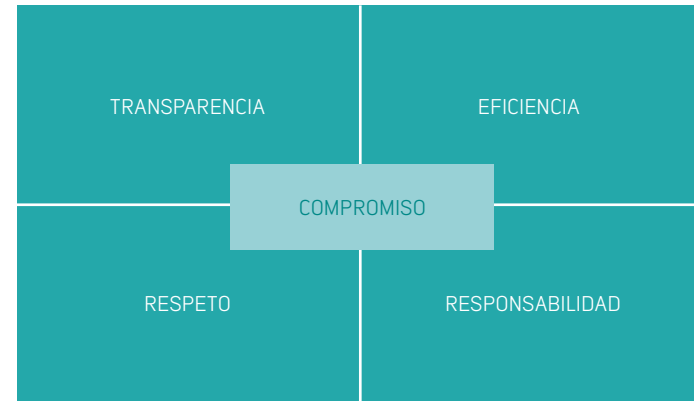 TRANSPARENCIA
EFICIENCIA
COMPROMISO
RESPETO
RESPONSABILIDAD